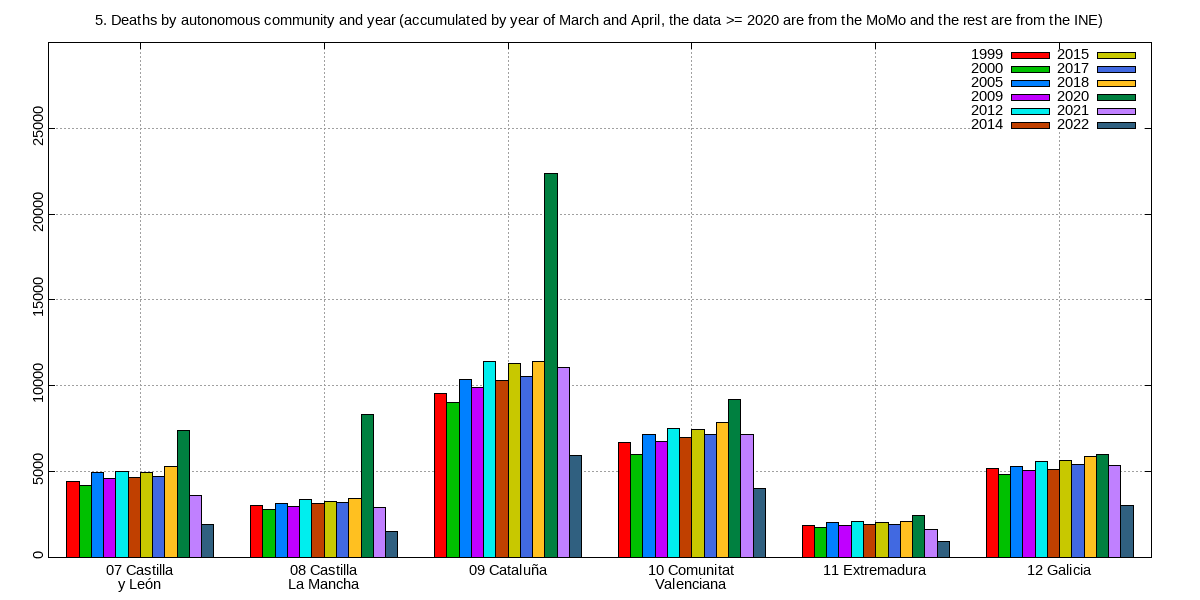 5. Deaths by autonomous community and year (accumulated by year of March and April, the data >= 2020 are from the MoMo and the rest are from the INE)
1999 2015
2000 2017
2005 2018
2009 2020
2012 2021
2014 2022
25000
20000
15000
10000
5000
0
07 Castilla
y León
08 Castilla
La Mancha
09 Cataluña
10 Comunitat
Valenciana
11 Extremadura
12 Galicia